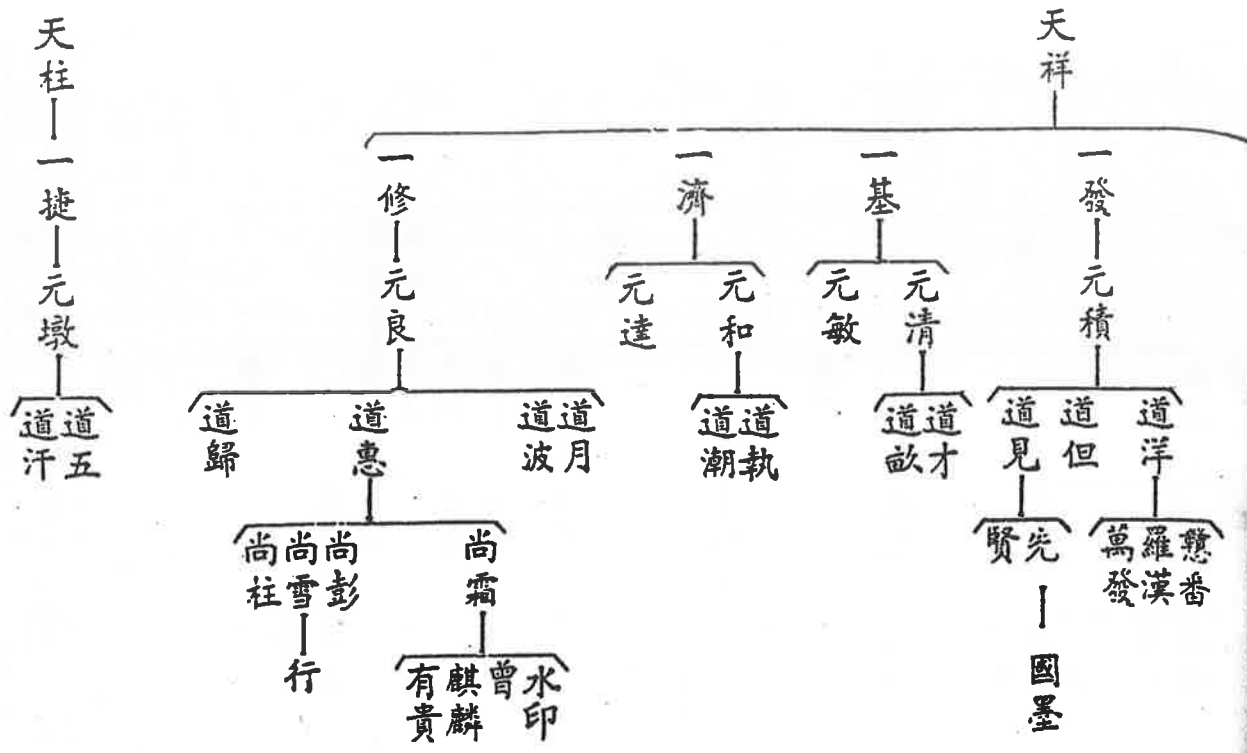 天祥
天柱
一發
一基
一濟
一修
一捷
元積
元清
元敏
元和
元達
元良
元墩
道洋
道但
道見
道才
道畝
道執
道潮
道月
道波
道惠
道歸
道五
道汗
戇番
羅漢
萬發
先
賢
尚霜
尚彭
尚雪
尚柱
國墨
水印
曾
麒麟
有貴
行